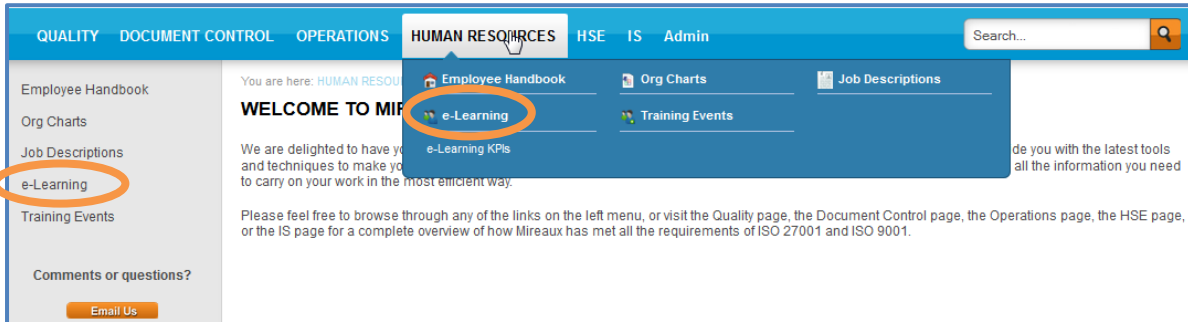 QUALITY DOCUMENT CONTROL OPERATIONS HUMAN RESOURCES HSE IS Admin Search...
Employee Handbook
Org Charts
Job Descriptions
e-Learning
Training Events
Comments or questions?
Email Us
Employee Handbook Org Charts Job Descriptions
e-Learning Training Events
e-Learning KPIs
You are here: HUMAN
WELCOME TO
We are delighted to have de you with the latest tools
and techniques to make all the information you need
to carry on your work in the most efficient way.
Please feel free to browse through any of the links on the left menu, or visit the Quality page, the Document Control page, the Operations page, the HSE page,
or the IS page for a complete overview of how Mireaux has met all the requirements of ISO 27001 and ISO 9001.